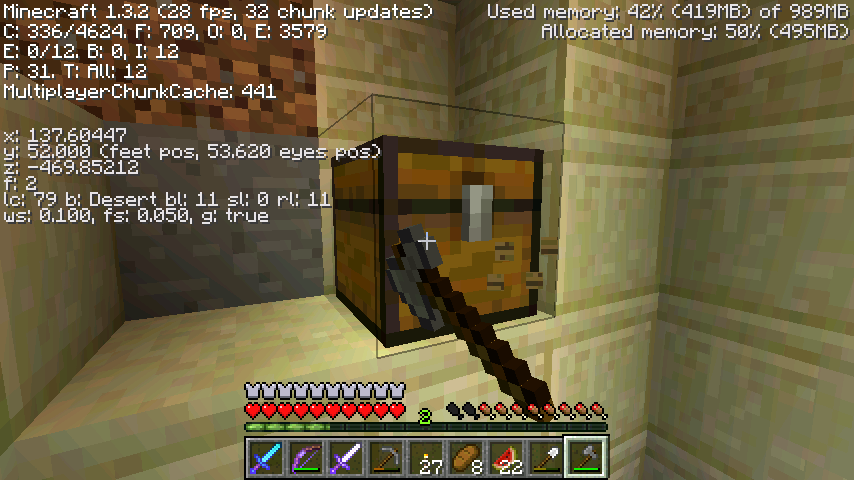 Minecraft 1.3.2 (28 fps, 32 chunk updates)
C: 336/4624. F: 709, O: 0, E: 3579
E: 0/12. B: 0, I: 12
P: 31. T: All: 12
MultiplayerChunkCache: 441
Used memory: 42% (419MB) of 989MB
Allocated memory: 50% (495MB)
x: 137.60447
y: 52.000 (feet pos, 53.620 eyes pos)
z: -469.85212
f: 2
lc: 79 b: Desert bl: 11 sl: 0 rl: 11
ws: 0.100, fs: 0.050, g: true
2
27 8 22